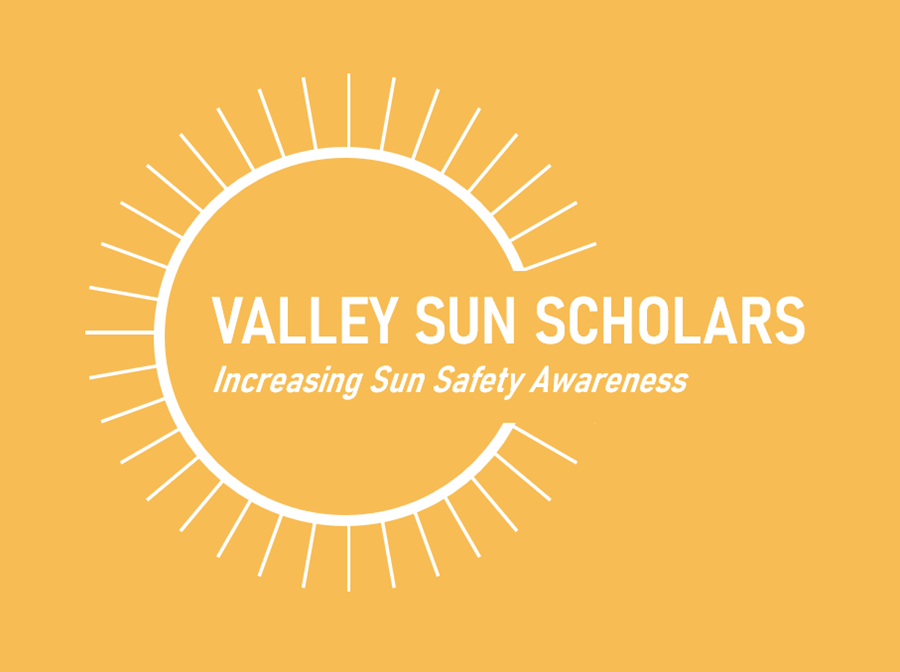 VALLEY SUN SCHOLARS
Increasing Sun Safety Awareness